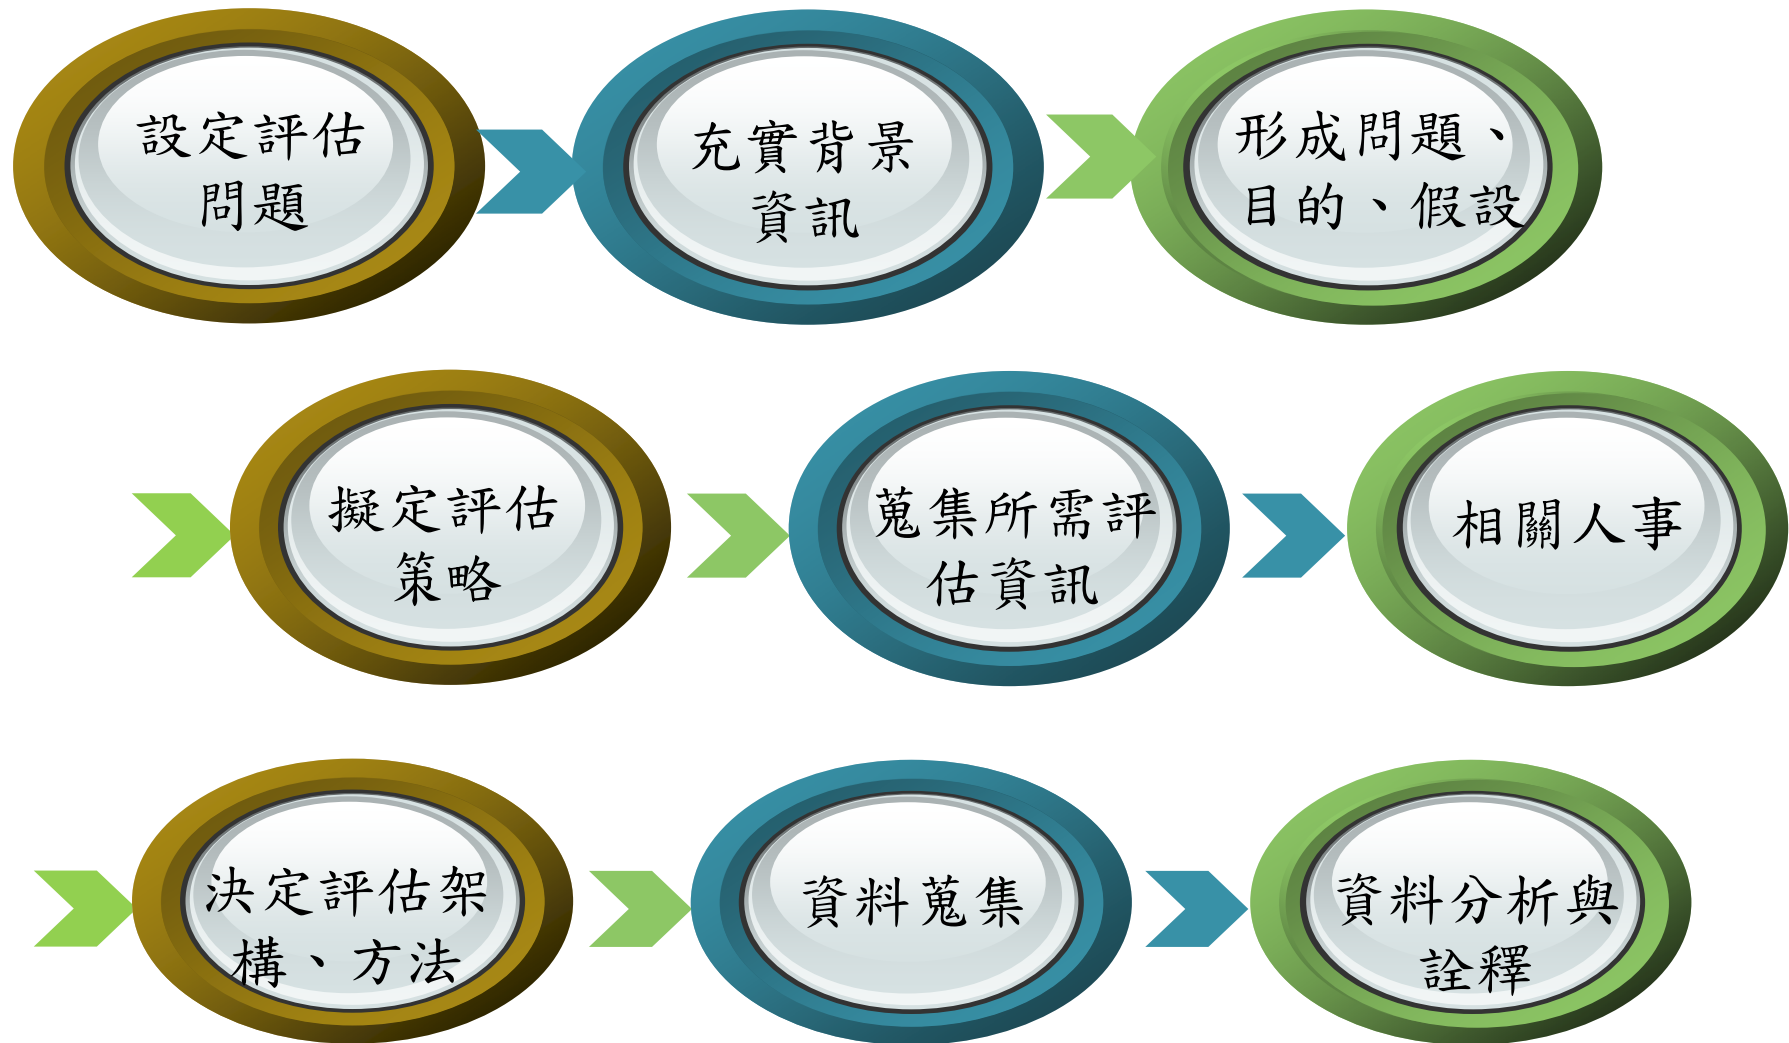 設定評估
問題
充實背景
資訊
形成問題、
目的、假設
擬定評估
策略
蒐集所需評
估資訊
相關人事
決定評估架
構、方法
資料蒐集
資料分析與
詮釋